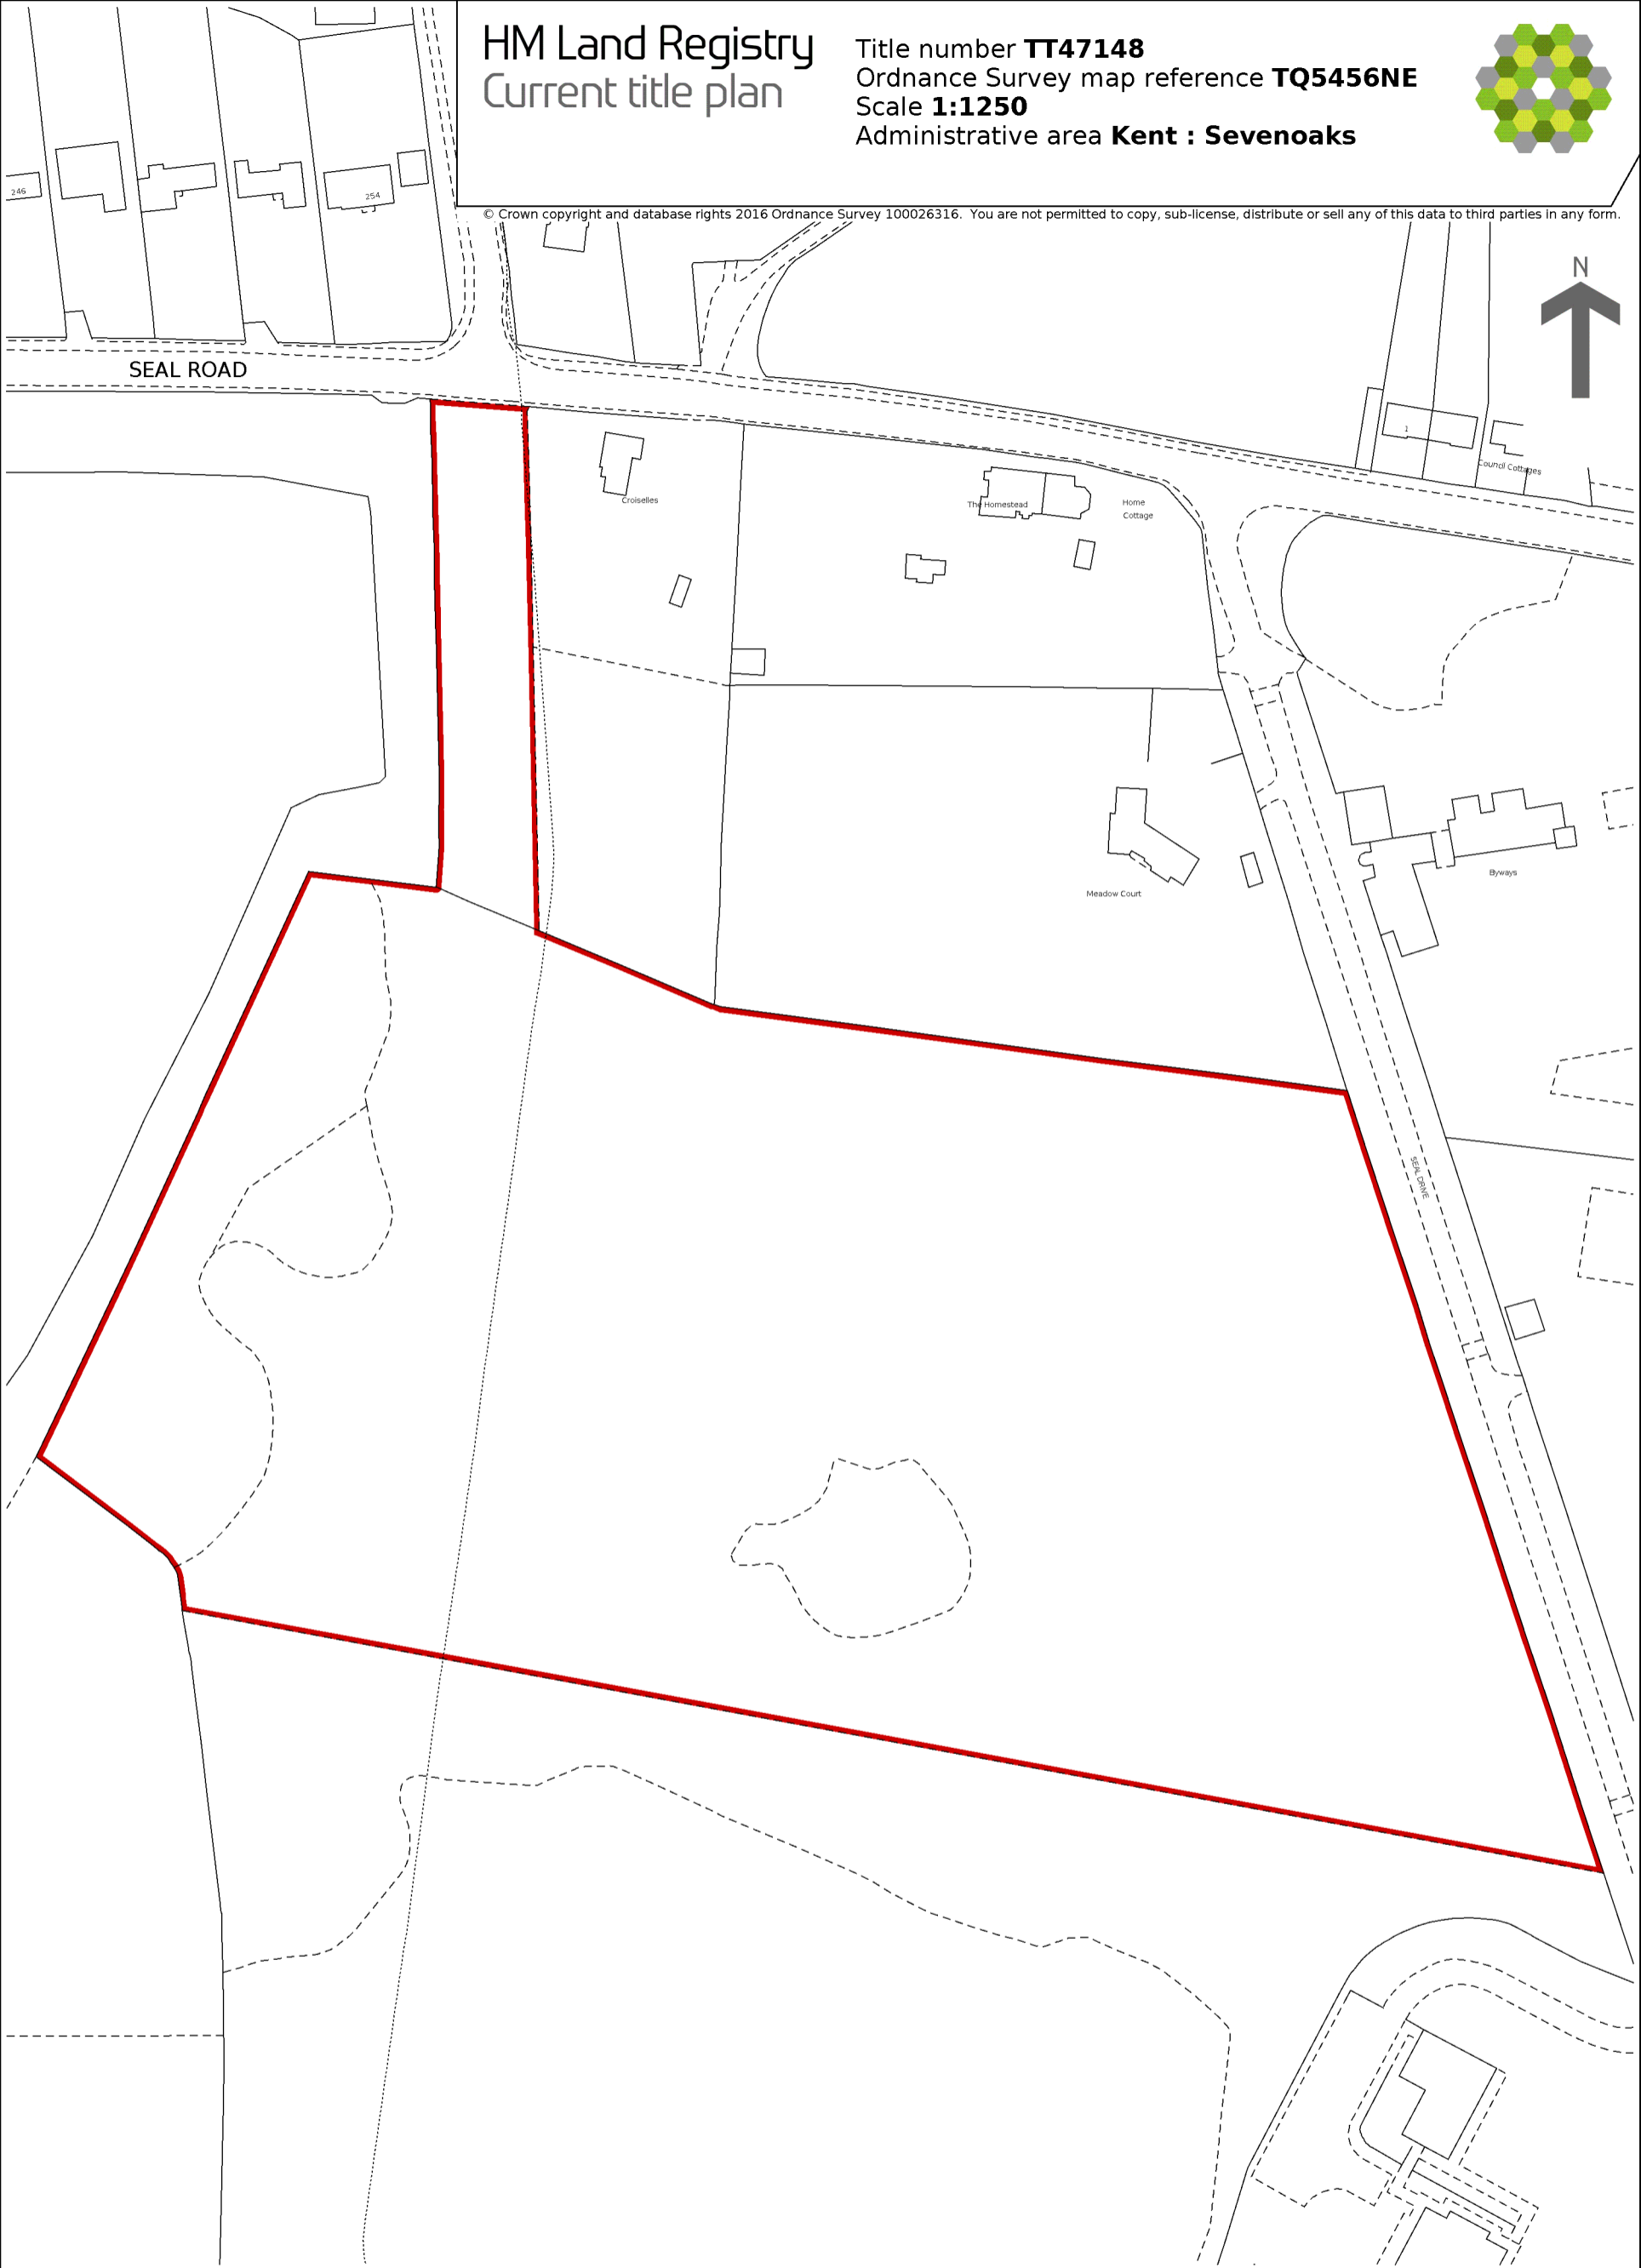 HM Land Registry
Current title plan
Title number TT47148
Ordnance Survey map reference TQ5456NE
Scale 1:1250
Administrative area Kent : Sevenoaks
© Crown copyright and database rights 2016 Ordnance Survey 100026316. You are not permitted to copy, sub-license, distribute or sell any of this data to third parties in any form.
246
254
N
SEAL ROAD
1
Council Cottages
Croiselles
The Homestead
Home
Cottage
Meadow Court
Byways
SEAL DRIVE